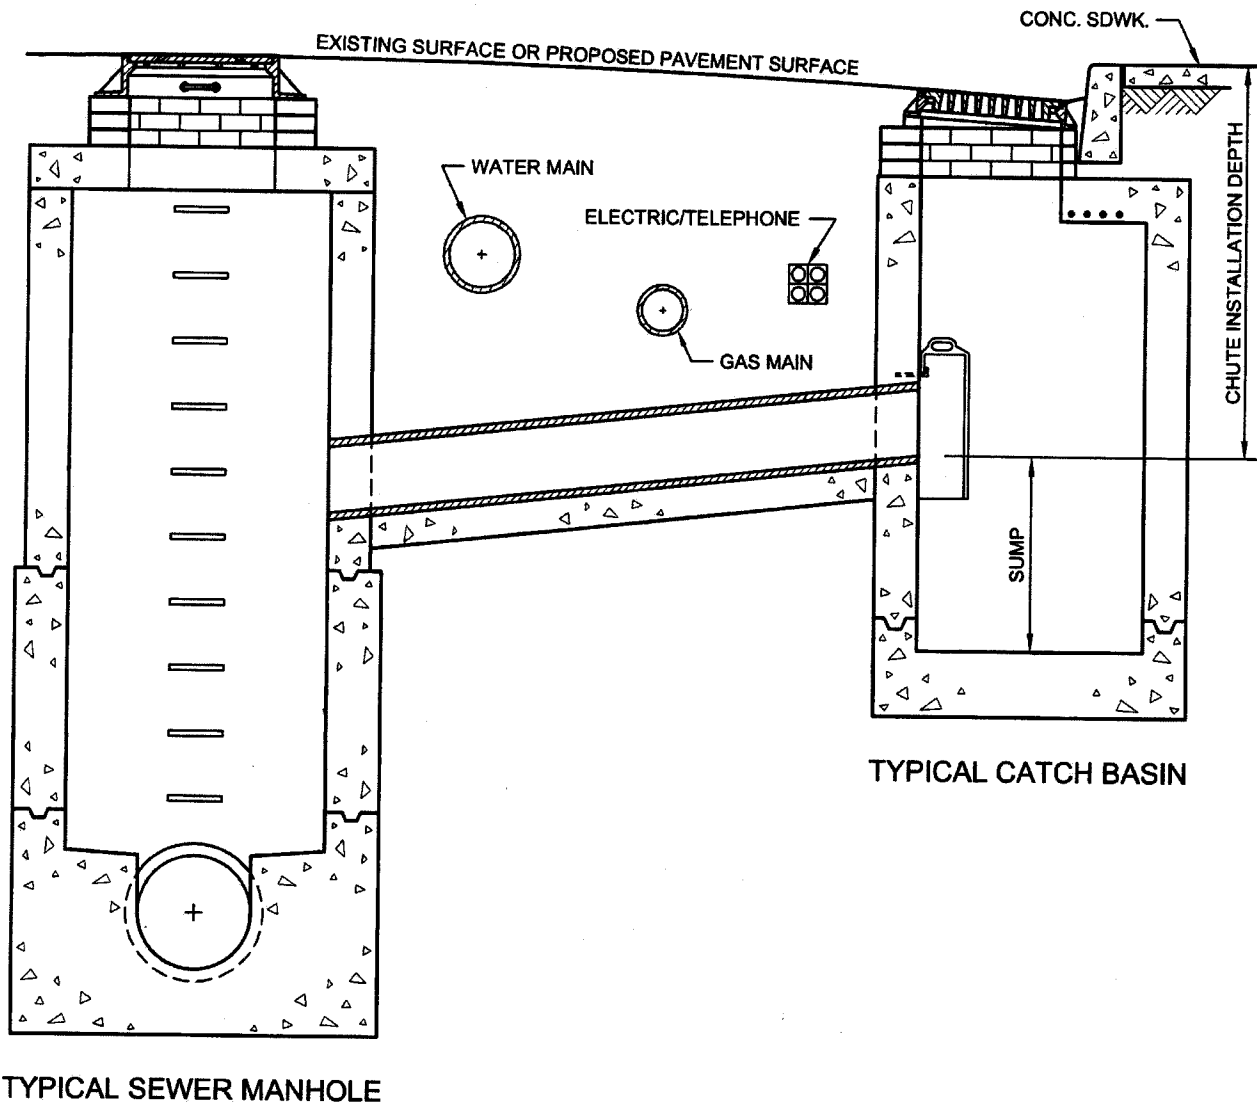 CONC. SDWK.
EXISTING SURFACE OR PROPOSED PAVEMENT SURFACE
WATER MAIN
ELECTRIC/TELEPHONE
GAS MAIN
CHUTE INSTALLATION DEPTH
SUMP
TYPICAL CATCH BASIN
TYPICAL SEWER MANHOLE